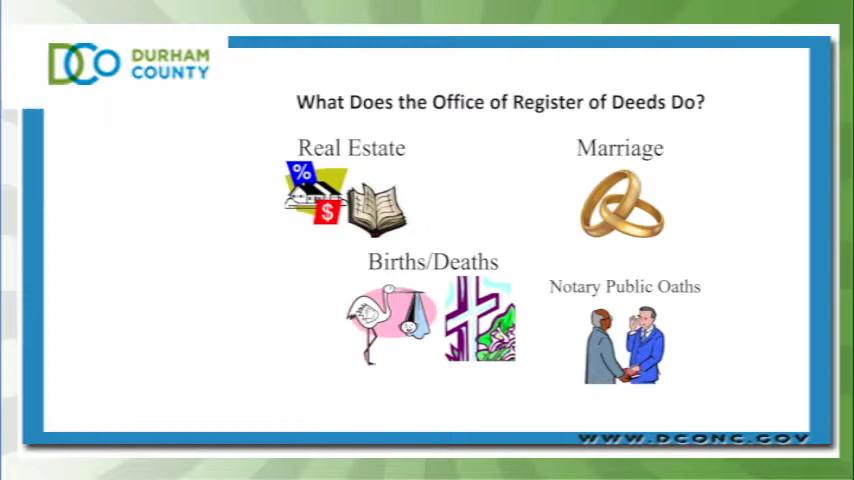 DCo DURHAM
COUNTY
What Does the Office of Register of Deeds Do?
Real Estate
Marriage
%
$
Births/Deaths
Notary Public Oaths
WWW.DCONC.GOV